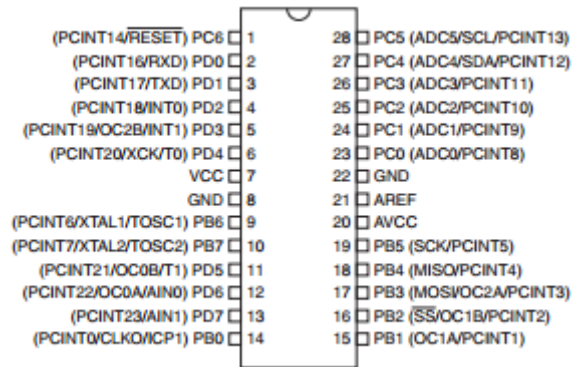 (PCINT14/RESET) PC6 1 28 PC5 (ADC5/SCL/PCINT13)
(PCINT16/RXD) PD0 2 27 PC4 (ADC4/SDA/PCINT12)
(PCINT17/TXD) PD1 3 26 PC3 (ADC3/PCINT11)
(PCINT18/INT0) PD2 4 25 PC2 (ADC2/PCINT10)
(PCINT19/OC2B/INT1) PD3 5 24 PC1 (ADC1/PCINT9)
(PCINT20/XCK/T0) PD4 6 23 PC0 (ADC0/PCINT8)
VCC 7 22 GND
GND 8 21 AREF
(PCINT6/XTAL1/TOSC1) PB6 9 20 AVCC
(PCINT7/XTAL2/TOSC2) PB7 10 19 PB5 (SCK/PCINT5)
(PCINT21/OC0B/T1) PD5 11 18 PB4 (MISO/PCINT4)
(PCINT22/OC0A/AIN0) PD6 12 17 PB3 (MOSI/OC2A/PCINT3)
(PCINT23/AIN1) PD7 13 16 PB2 (SS/OC1B/PCINT2)
(PCINT0/CLKO/ICP1) PB0 14 15 PB1 (OC1A/PCINT1)